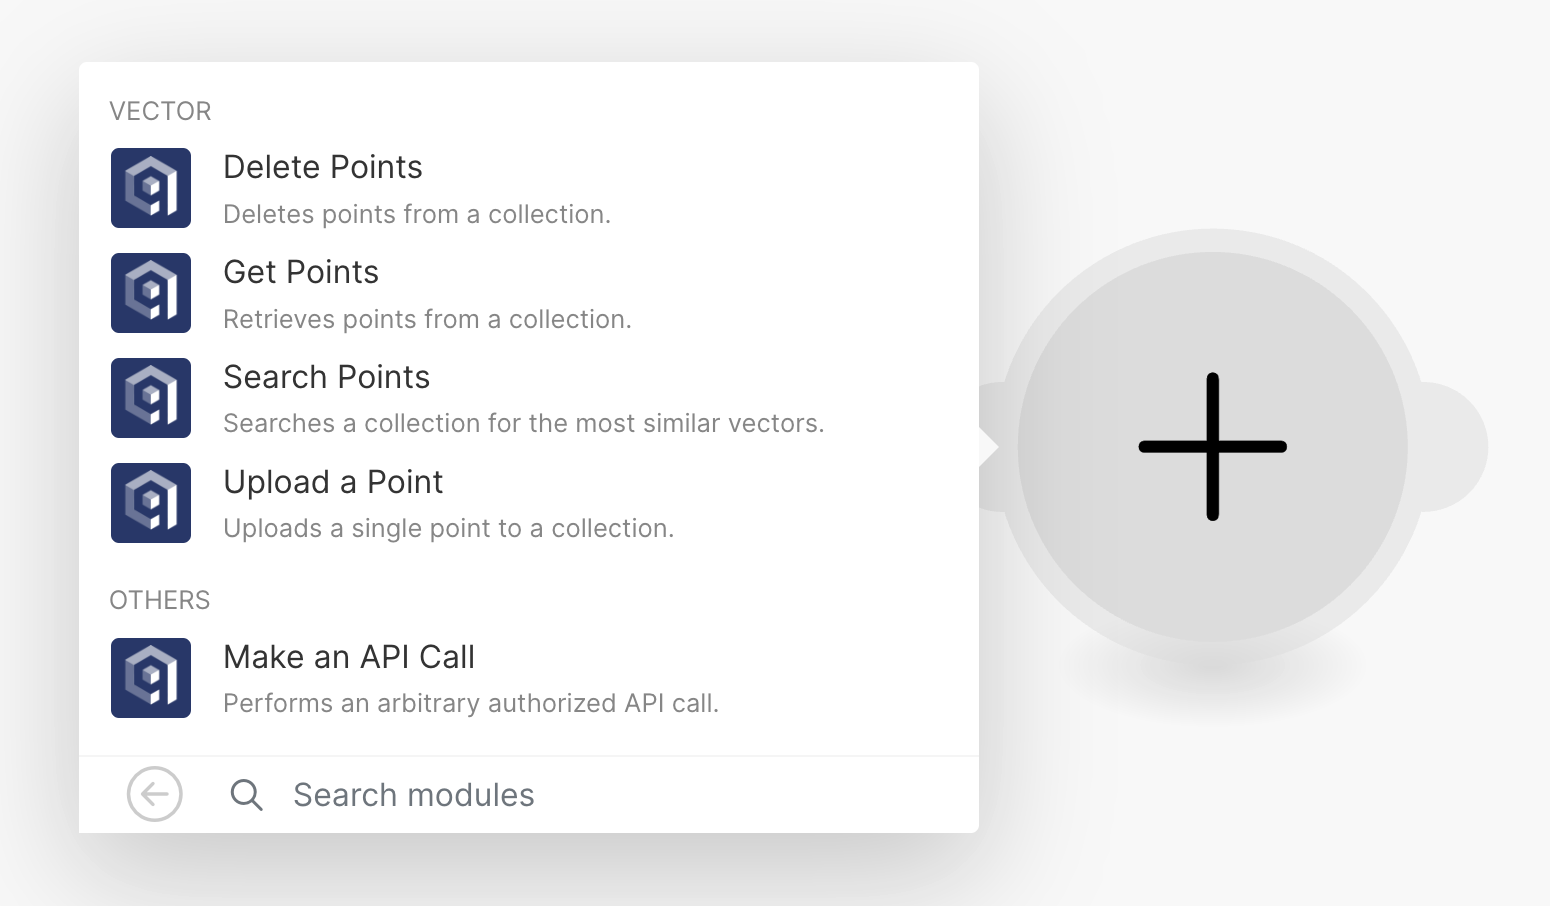 VECTOR
Delete Points
Deletes points from a collection.
Get Points
Retrieves points from a collection.
Search Points
Searches a collection for the most similar vectors.
Upload a Point
Uploads a single point to a collection.
OTHERS
Make an API Call
Performs an arbitrary authorized API call.
Search modules